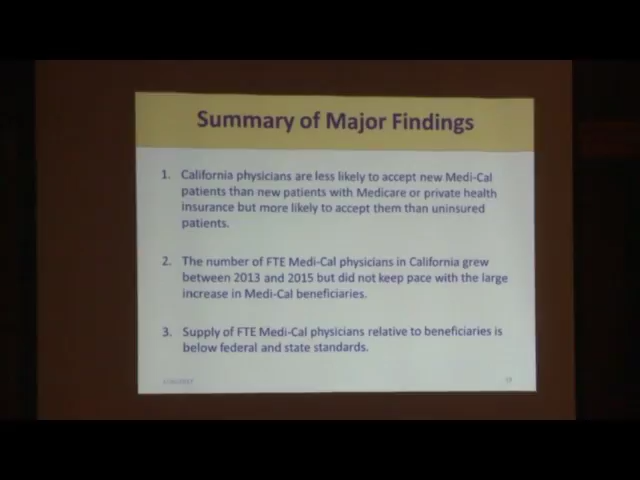 Summary of Major Findings
1. California physicians are less likely to accept new Medi-Cal
patients than new patients with Medicare or private health
insurance but more likely to accept them than uninsured
patients.
2. The number of FTE Medi-Cal physicians in California grew
between 2013 and 2015 but did not keep pace with the large
increase in Medi-Cal beneficiaries.
3. Supply of FTE Medi-Cal physicians relative to beneficiaries is
below federal and state standards.